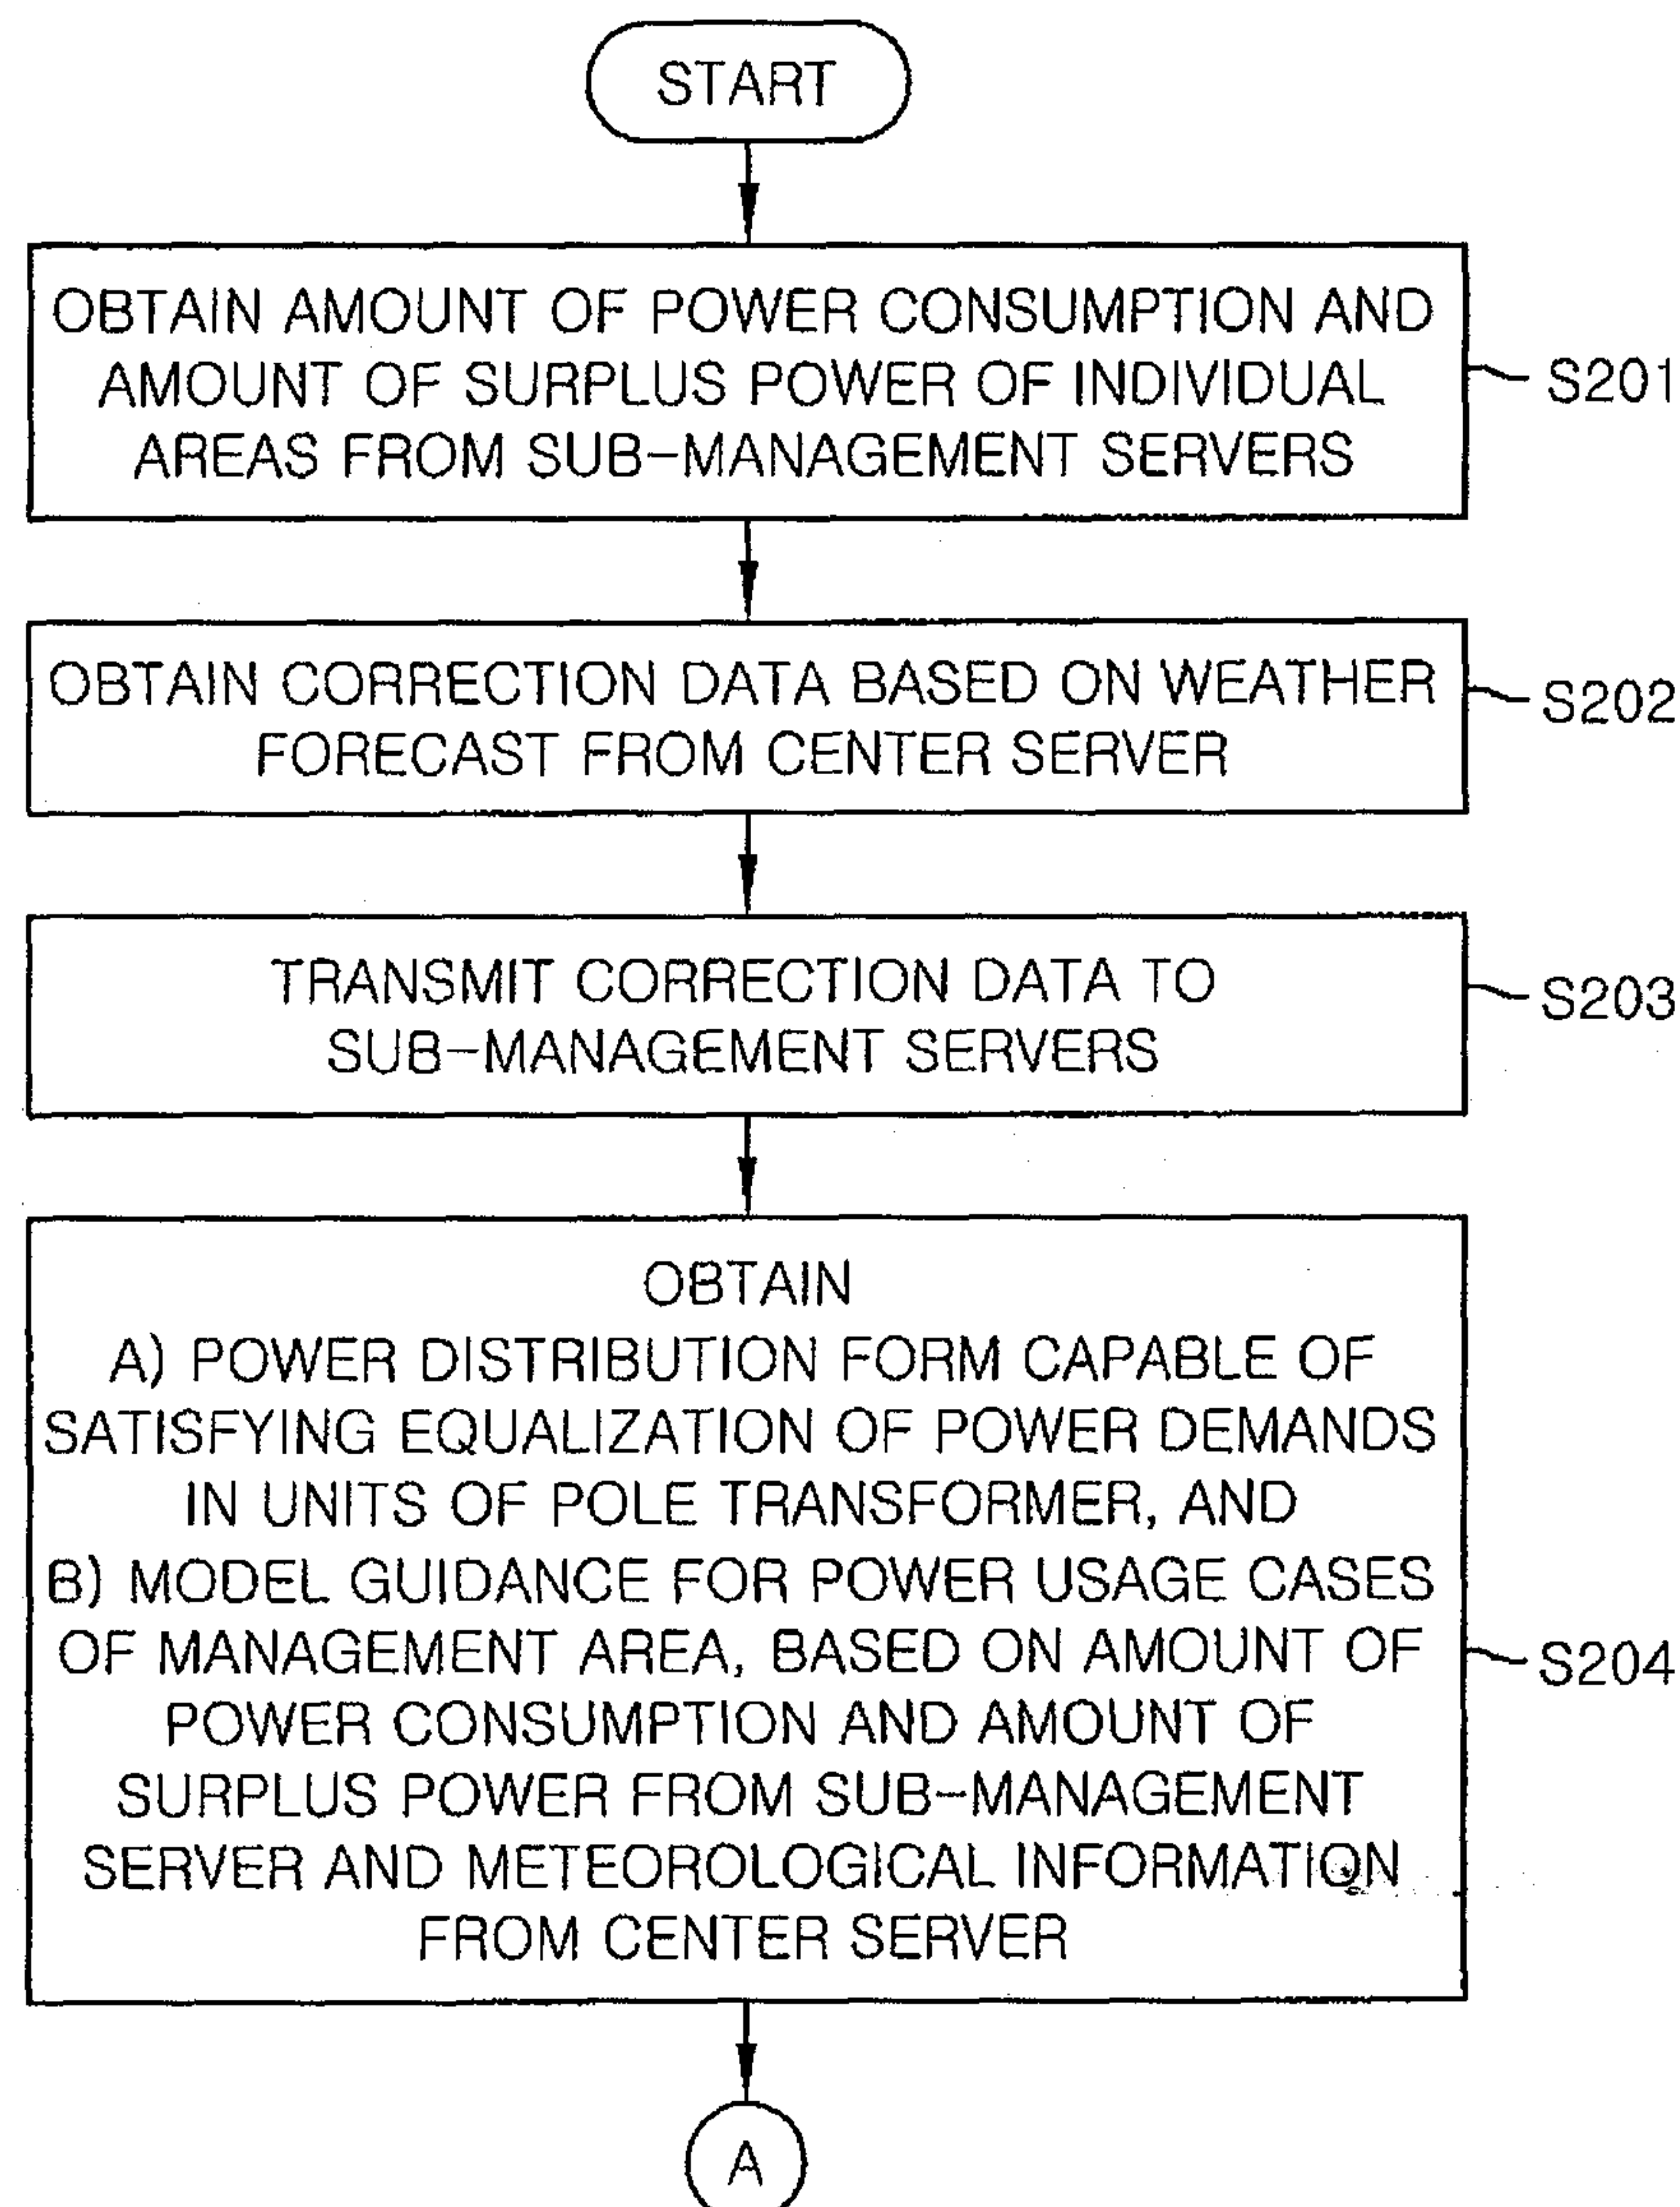 START
OBTAIN AMOUNT OF POWER CONSUMPTION AND
AMOUNT OF SURPLUS POWER OF INDIVIDUAL
AREAS FROM SUB-MANAGEMENT SERVERS
S201
OBTAIN CORRECTION DATA BASED ON WEATHER
FORECAST FROM CENTER SERVER
S202
TRANSMIT CORRECTION DATA TO
SUB-MANAGEMENT SERVERS
S203
OBTAIN
A) POWER DISTRIBUTION FORM CAPABLE OF
SATISFYING EQUALIZATION OF POWER DEMANDS
IN UNITS OF POLE TRANSFORMER, AND
B) MODEL GUIDANCE FOR POWER USAGE CASES
OF MANAGEMENT AREA, BASED ON AMOUNT OF
POWER CONSUMPTION AND AMOUNT OF
SURPLUS POWER FROM SUB-MANAGEMENT
SERVER AND METEOROLOGICAL INFORMATION
FROM CENTER SERVER
S204
A